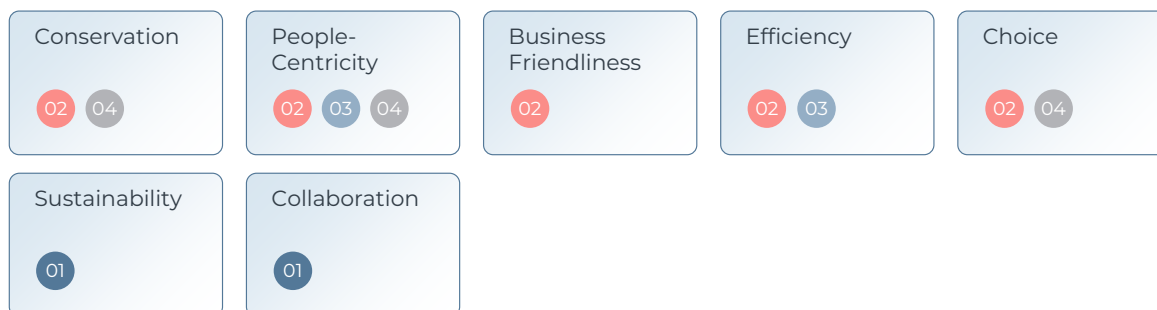 Conservation
02 04
People-
Centricity
02 03 04
Business
Friendliness
02
Efficiency
02 03
Choice
02 04
Sustainability
01
Collaboration
01